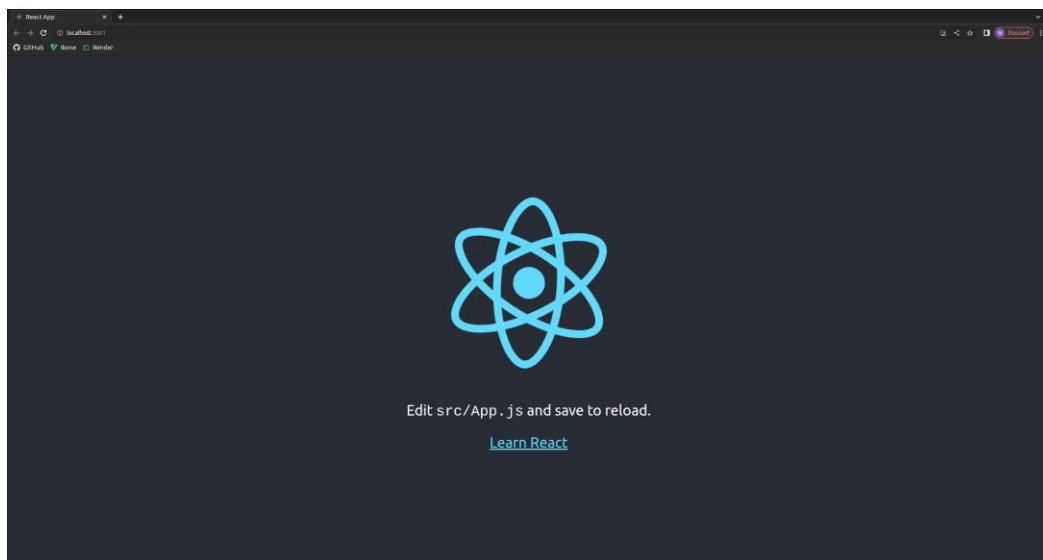 React App
localhost:3001
M Paused
GitHub Ikone Render
Edit src/App.js and save to reload.
Learn React